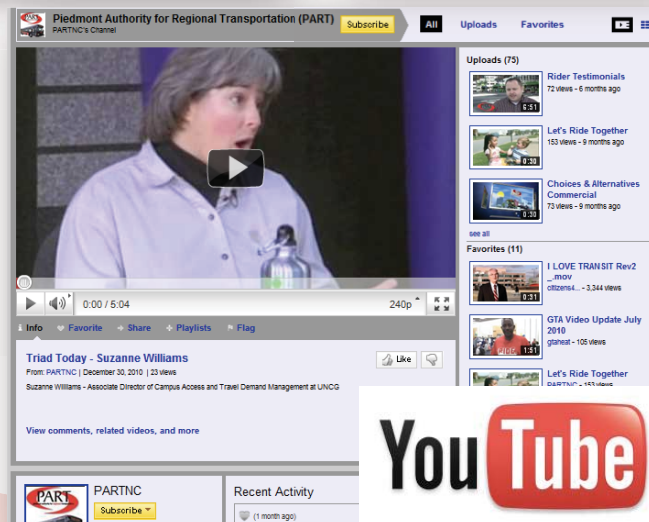 Piedmont Authority for Regional Transportation (PART)
PARTNC's Channel
Subscribe
All
Uploads
Favorites
Uploads (75)
Rider Testimonials
72 views - 6 months ago
6:51
Let's Ride Together
153 views - 9 months ago
0:30
Choices & Alternatives
Commercial
73 views - 9 months ago
0:30
see all
Favorites (11)
I LOVE TRANSIT Rev2
_.mov
citizens4... - 3,344 views
0:31
GTA Video Update July
2010
gtaheat - 105 views
1:51
Let's Ride Together
PARTNC - 153 views
0:00 / 5:04
240p
Info
Favorite
Share
Playlists
Flag
Triad Today - Suzanne Williams
From: PARTNC | December 30, 2010 | 23 views
Suzanne Williams - Associate Director of Campus Access and Travel Demand Management at UNCG
Like
View comments, related videos, and more
YouTube
PART
PARTNC
Subscribe
Recent Activity
(1 month ago)